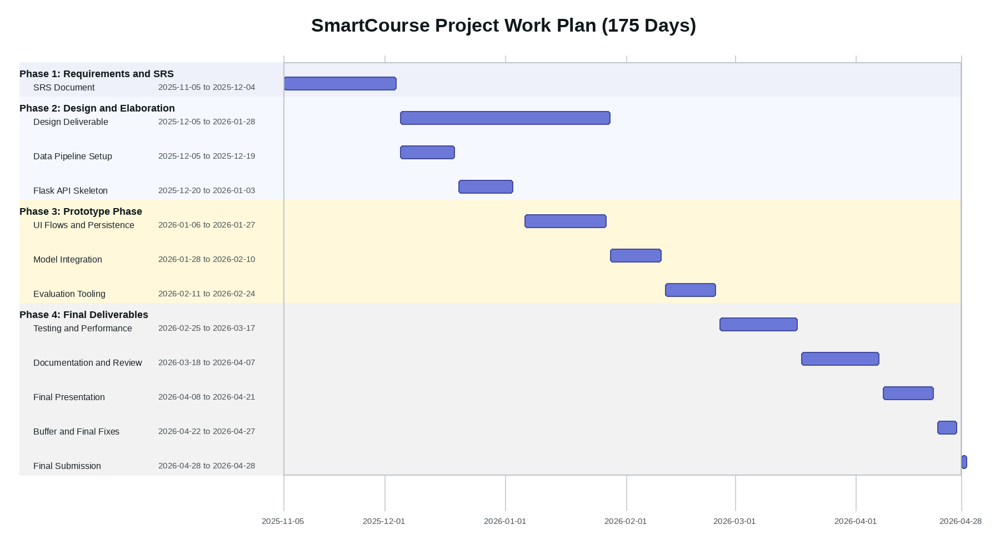 SmartCourse Project Work Plan (175 Days)
Phase 1: Requirements and SRS
SRS Document 2025-11-05 to 2025-12-04
Phase 2: Design and Elaboration
Design Deliverable 2025-12-05 to 2026-01-28
Data Pipeline Setup 2025-12-05 to 2025-12-19
Flask API Skeleton 2025-12-20 to 2026-01-03
Phase 3: Prototype Phase
UI Flows and Persistence 2026-01-06 to 2026-01-27
Model Integration 2026-01-28 to 2026-02-10
Evaluation Tooling 2026-02-11 to 2026-02-24
Phase 4: Final Deliverables
Testing and Performance 2026-02-25 to 2026-03-17
Documentation and Review 2026-03-18 to 2026-04-07
Final Presentation 2026-04-08 to 2026-04-21
Buffer and Final Fixes 2026-04-22 to 2026-04-27
Final Submission 2026-04-28 to 2026-04-28
2025-11-05 2025-12-01 2026-01-01 2026-02-01 2026-03-01 2026-04-01 2026-04-28